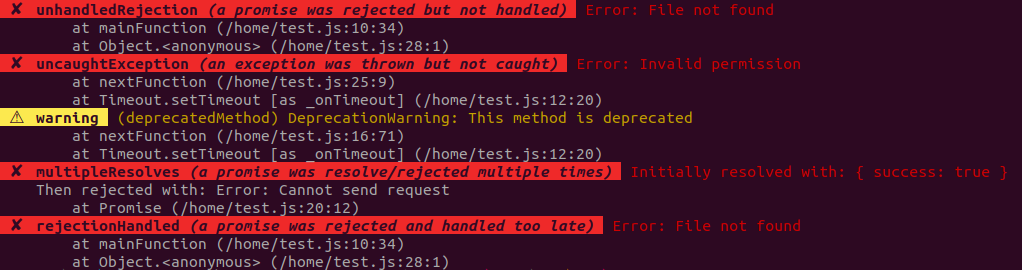 ✘ unhandledRejection (a promise was rejected but not handled) Error: File not found
at mainFunction (/home/test.js:10:34)
at Object.<anonymous> (/home/test.js:28:1)
✘ uncaughtException (an exception was thrown but not caught) Error: Invalid permission
at nextFunction (/home/test.js:25:9)
at Timeout.setTimeout [as _onTimeout] (/home/test.js:12:20)
⚠ warning (deprecatedMethod) DeprecationWarning: This method is deprecated
at nextFunction (/home/test.js:16:71)
at Timeout.setTimeout [as _onTimeout] (/home/test.js:12:20)
✘ multipleResolves (a promise was resolve/rejected multiple times) Initially resolved with: { success: true }
Then rejected with: Error: Cannot send request
at Promise (/home/test.js:20:12)
✘ rejectionHandled (a promise was rejected and handled too late) Error: File not found
at mainFunction (/home/test.js:10:34)
at Object.<anonymous> (/home/test.js:28:1)